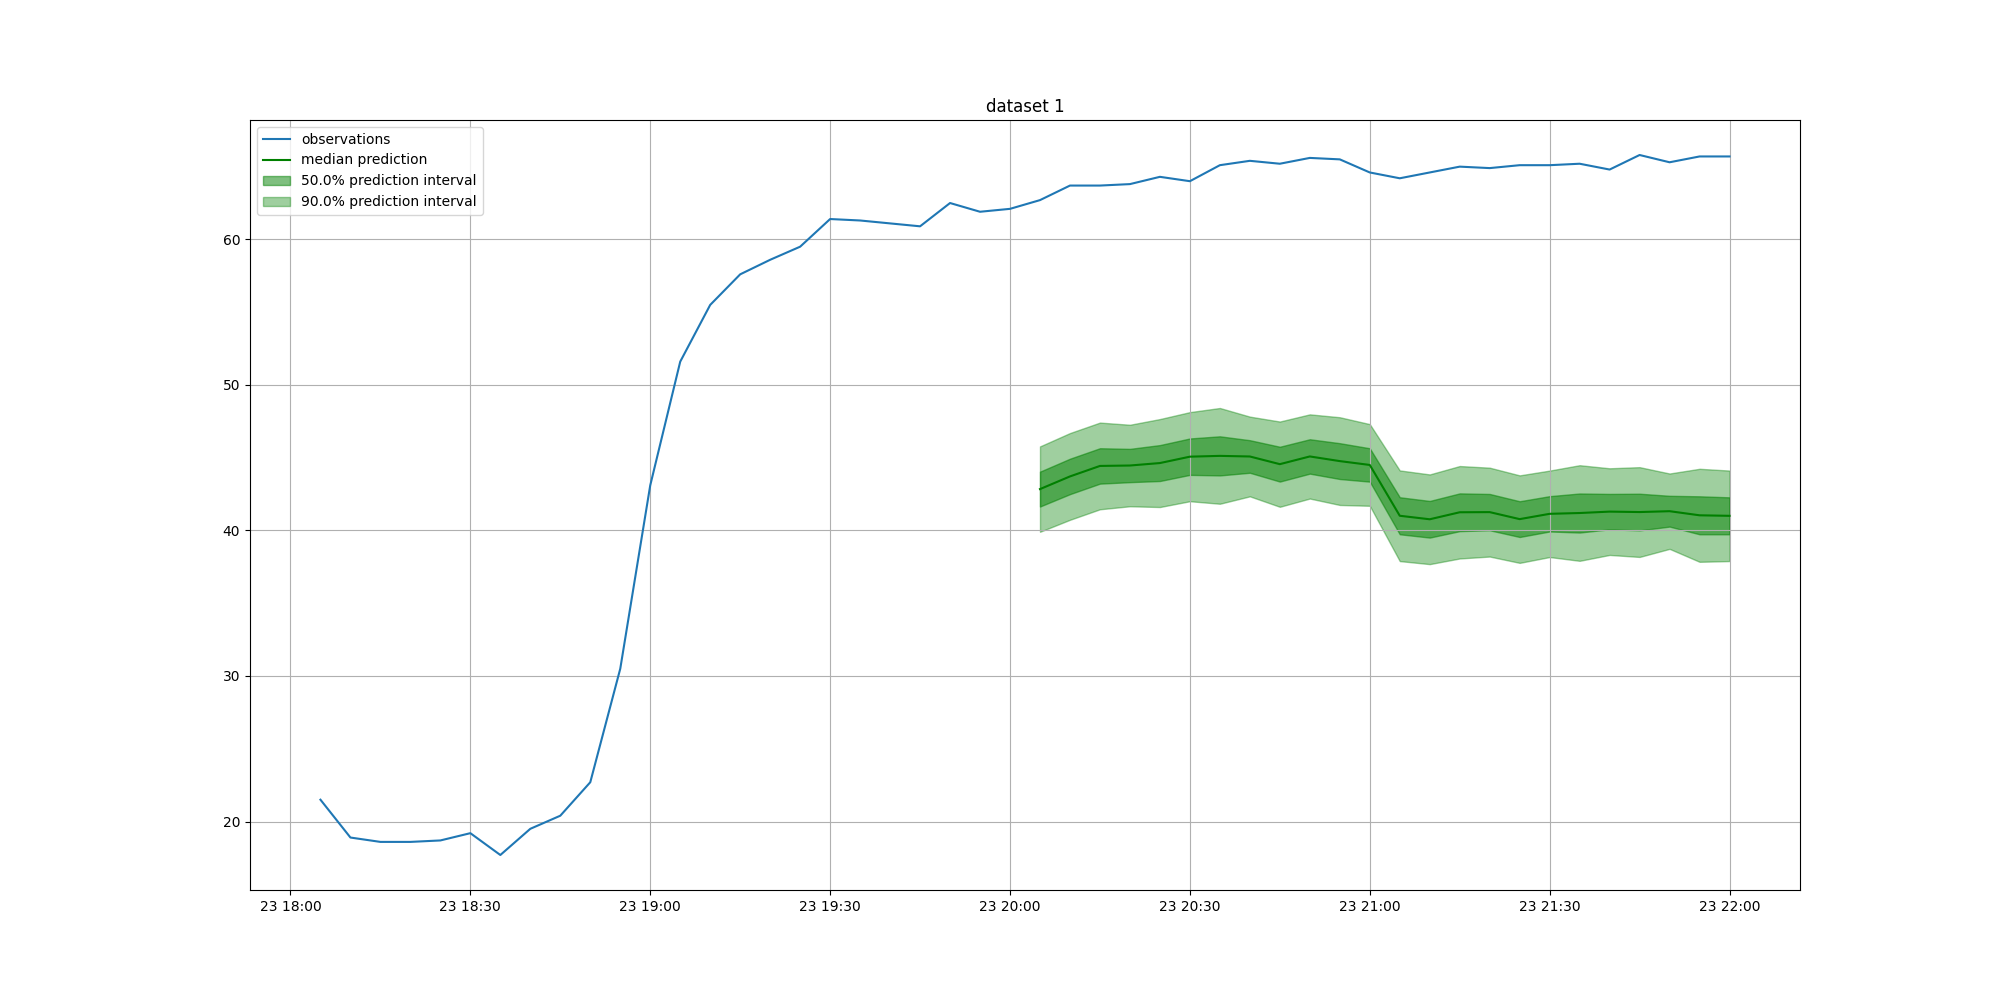 dataset 1
observations
median prediction
50.0% prediction interval
90.0% prediction interval
60
50
40
30
20
23 18:00
23 18:30
23 19:00
23 19:30
23 20:00
23 20:30
23 21:00
23 21:30
23 22:00